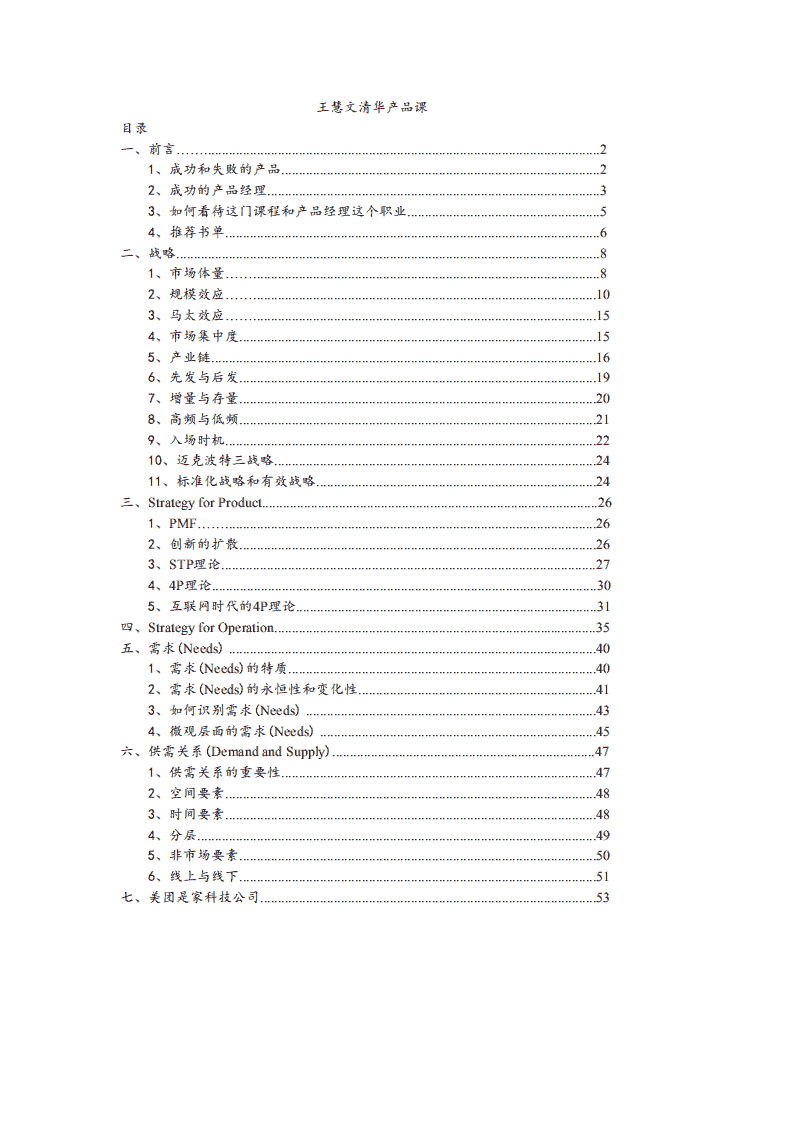 王慧文清华产品课
目录
一、前言……............................................................2
1、成功和失败的产品............................................................2
2、成功的产品经理............................................................3
3、如何看待这门课程和产品经理这个职业............................................................5
4、推荐书单............................................................6
二、战略............................................................8
1、市场体量……............................................................8
2、规模效应……............................................................10
3、马太效应……............................................................15
4、市场集中度............................................................15
5、产业链............................................................16
6、先发与后发............................................................19
7、增量与存量............................................................20
8、高频与低频............................................................21
9、入场时机............................................................22
10、迈克波特三战略............................................................24
11、标准化战略和有效战略............................................................24
三、Strategy for Product............................................................26
1、PMF……............................................................26
2、创新的扩散............................................................26
3、STP理论............................................................27
4、4P理论............................................................30
5、互联网时代的4P理论............................................................31
四、Strategy for Operation............................................................35
五、需求(Needs) ............................................................40
1、需求(Needs)的特质............................................................40
2、需求(Needs)的永恒性和变化性............................................................41
3、如何识别需求(Needs) ............................................................43
4、微观层面的需求(Needs) ............................................................45
六、供需关系(Demand and Supply)............................................................47
1、供需关系的重要性............................................................47
2、空间要素............................................................48
3、时间要素............................................................48
4、分层............................................................49
5、非市场要素............................................................50
6、线上与线下............................................................51
七、美团是家科技公司............................................................53